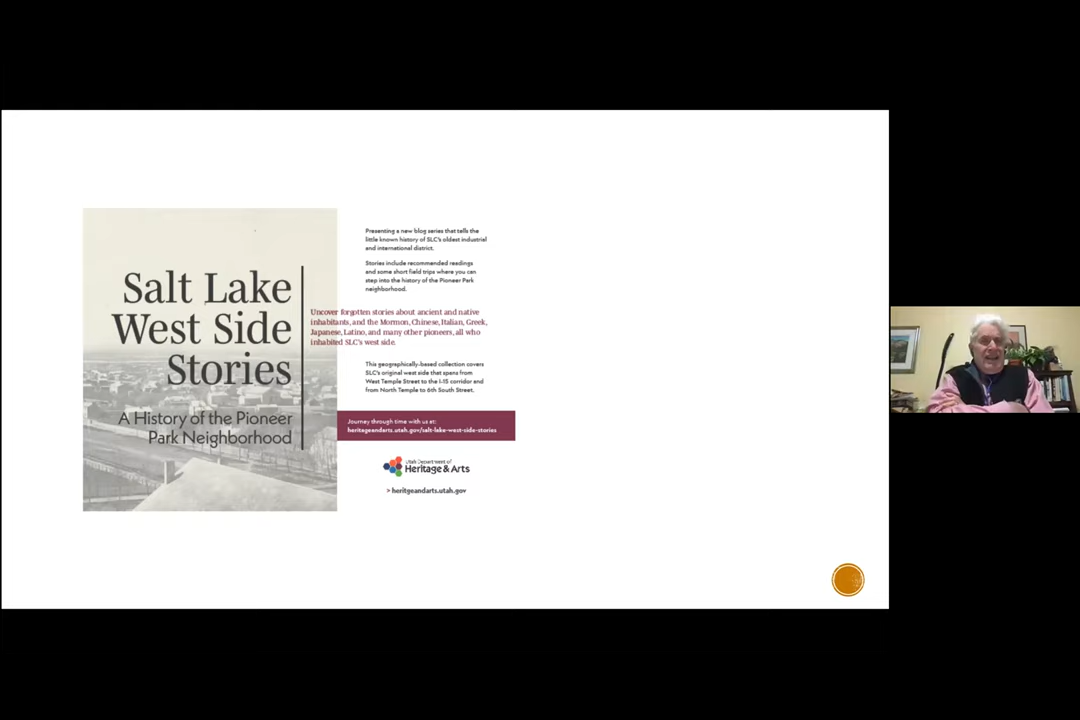 Salt Lake
West Side
Stories
A History of the Pioneer
Park Neighborhood
Presenting a new blog series that tells the
little known history of SLC's oldest industrial
and international district.
Stories include recommended readings
and some short field trips where you can
step into the history of the Pioneer Park
neighborhood.
Uncover forgotten stories about ancient and native
inhabitants, and the Mormon, Chinese, Italian, Greek,
Japanese, Latino, and many other pioneers, all who
inhabited SLC's west side.
This geographically-based collection covers
SLC's original west side that spans from
West Temple Street to the I-15 corridor and
from North Temple to 6th South Street.
Journey through time with us at:
heritageandarts.utah.gov/salt-lake-west-side-stories
Utah Department of
Heritage & Arts
> heritgeandarts.utah.gov